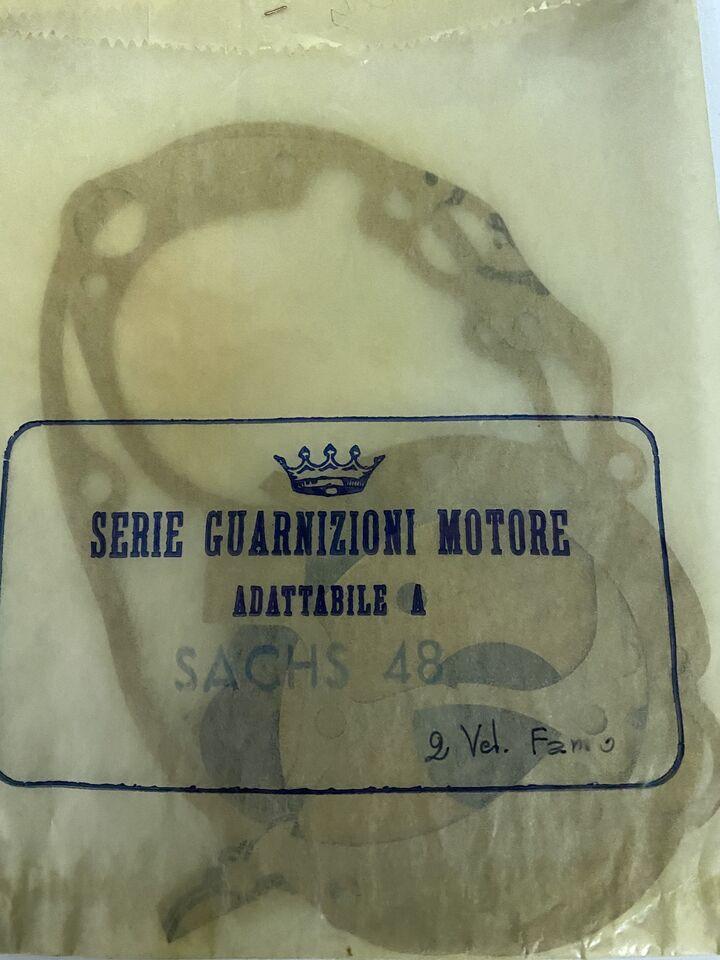 SERIE GUARNIZIONI MOTORE
ADATTABILE A
SACHS 48
2 Vel. Famo